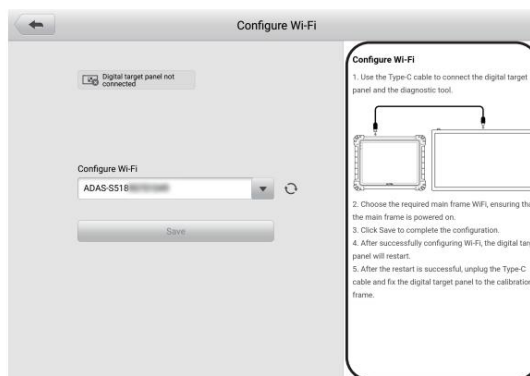 Configure Wi-Fi
Digital target panel not
connected
Configure Wi-Fi
ADAS-S518
Save
Configure Wi-Fi
1. Use the Type-C cable to connect the digital target
panel and the diagnostic tool.
2. Choose the required main frame WiFi, ensuring
the main frame is powered on.
3. Click Save to complete the configuration.
4. After successfully configuring Wi-Fi, the digital
panel will restart.
5. After the restart is successful, unplug the Type-C
cable and fix the digital target panel to the calibration
frame.